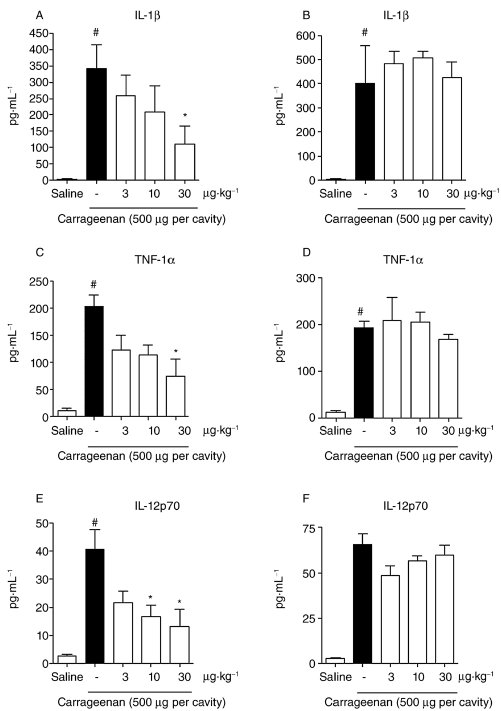 A IL-1β
pg·mL⁻¹
450
400
350
300
250
200
150
100
50
0
#
*
Saline - 3 10 30 μg·kg⁻¹
Carrageenan (500 μg per cavity)
B IL-1β
pg·mL⁻¹
600
500
400
300
200
100
0
#
Saline - 3 10 30 μg·kg⁻¹
Carrageenan (500 μg per cavity)
C TNF-1α
pg·mL⁻¹
250
200
150
100
50
0
#
*
Saline - 3 10 30 μg·kg⁻¹
Carrageenan (500 μg per cavity)
D TNF-1α
pg·mL⁻¹
300
200
100
0
#
Saline - 3 10 30 μg·kg⁻¹
Carrageenan (500 μg per cavity)
E IL-12p70
pg·mL⁻¹
50
40
30
20
10
0
#
* *
Saline - 3 10 30 μg·kg⁻¹
Carrageenan (500 μg per cavity)
F IL-12p70
pg·mL⁻¹
75
50
25
0
Saline - 3 10 30 μg·kg⁻¹
Carrageenan (500 μg per cavity)